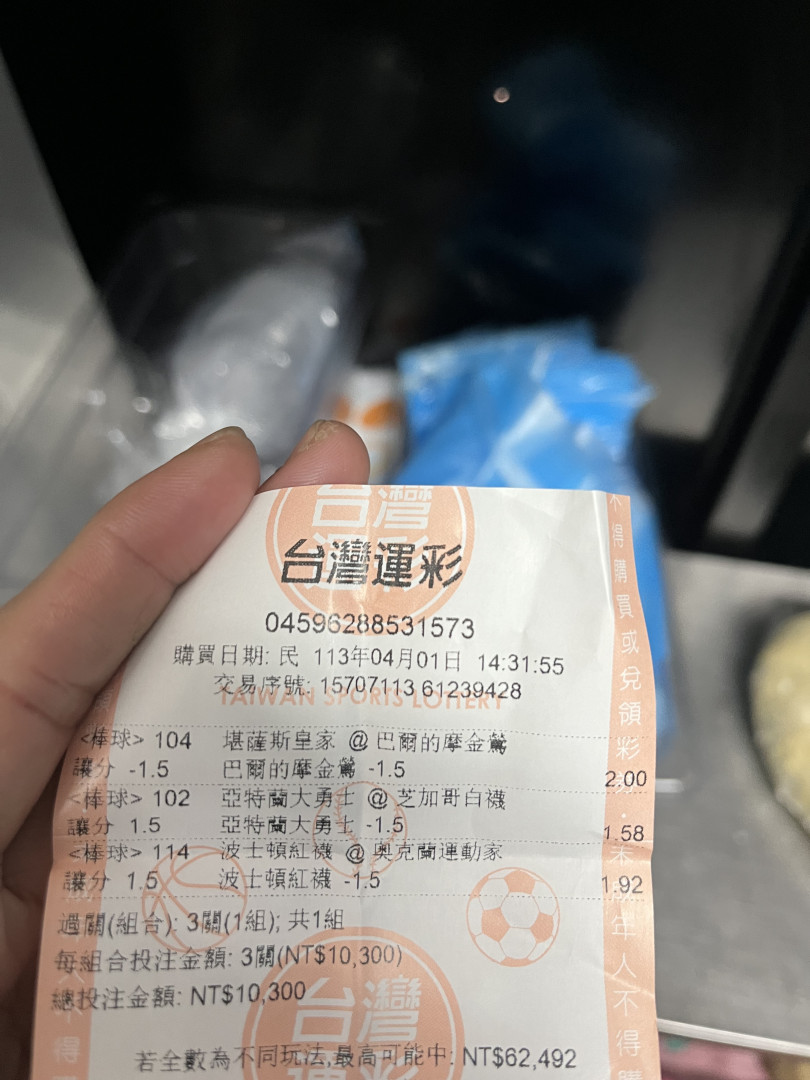 台灣運彩
台灣運彩
04596288531573
購買日期: 民 113年04月01日 14:31:55
交易序號: 15707113 61239428
TAIWAN SPORTS LOTTERY
<棒球> 104 堪薩斯皇家 @ 巴爾的摩金鶯
讓分 -1.5 巴爾的摩金鶯 -1.5 2.00
<棒球> 102 亞特蘭大勇士 @ 芝加哥白襪
讓分 1.5 亞特蘭大勇士 -1.5 1.58
<棒球> 114 波士頓紅襪 @ 奧克蘭運動家
讓分 1.5 波士頓紅襪 -1.5 1.92
過關(組合): 3關(1組); 共1組
每組合投注金額: 3關(NT$10,300)
總投注金額: NT$10,300
台灣
運彩
若全數為不同玩法,最高可能中: NT$62,492
不得購買或兌領彩
年人不得